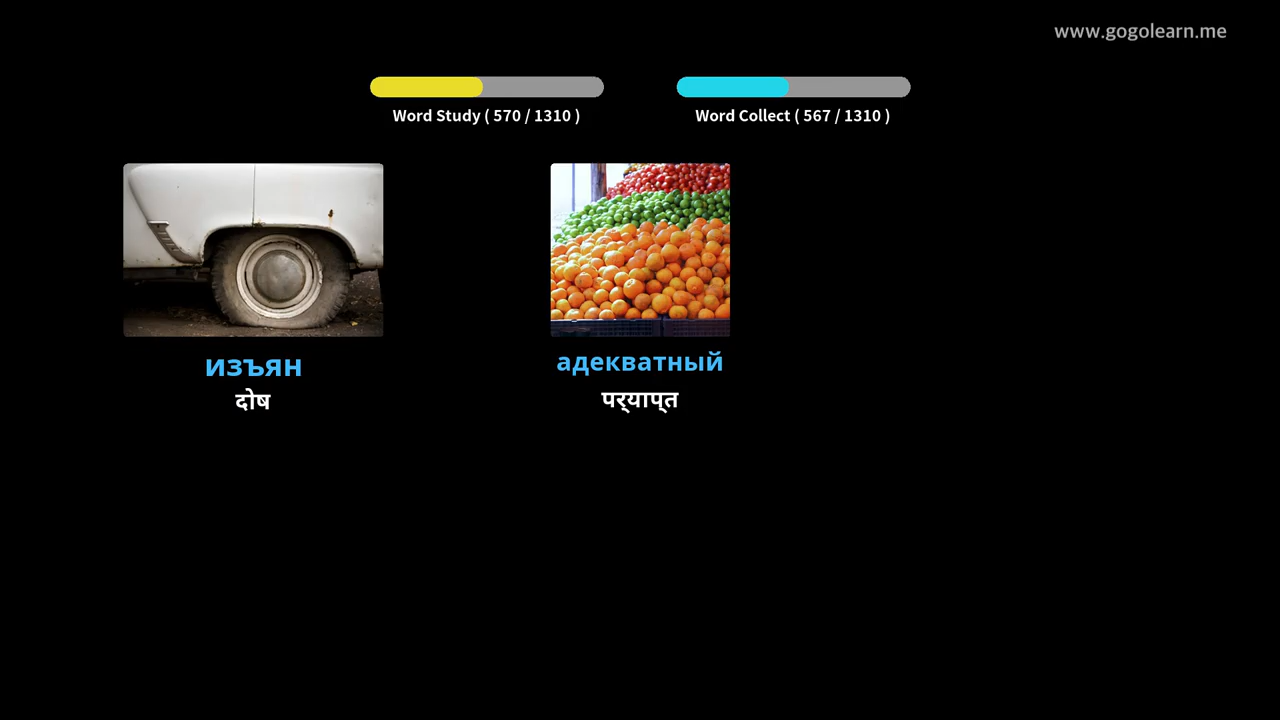 www.gogolearn.me
Word Study ( 570 / 1310 )
Word Collect ( 567 / 1310 )
изъян
दोष
адекватный
पर्याप्त